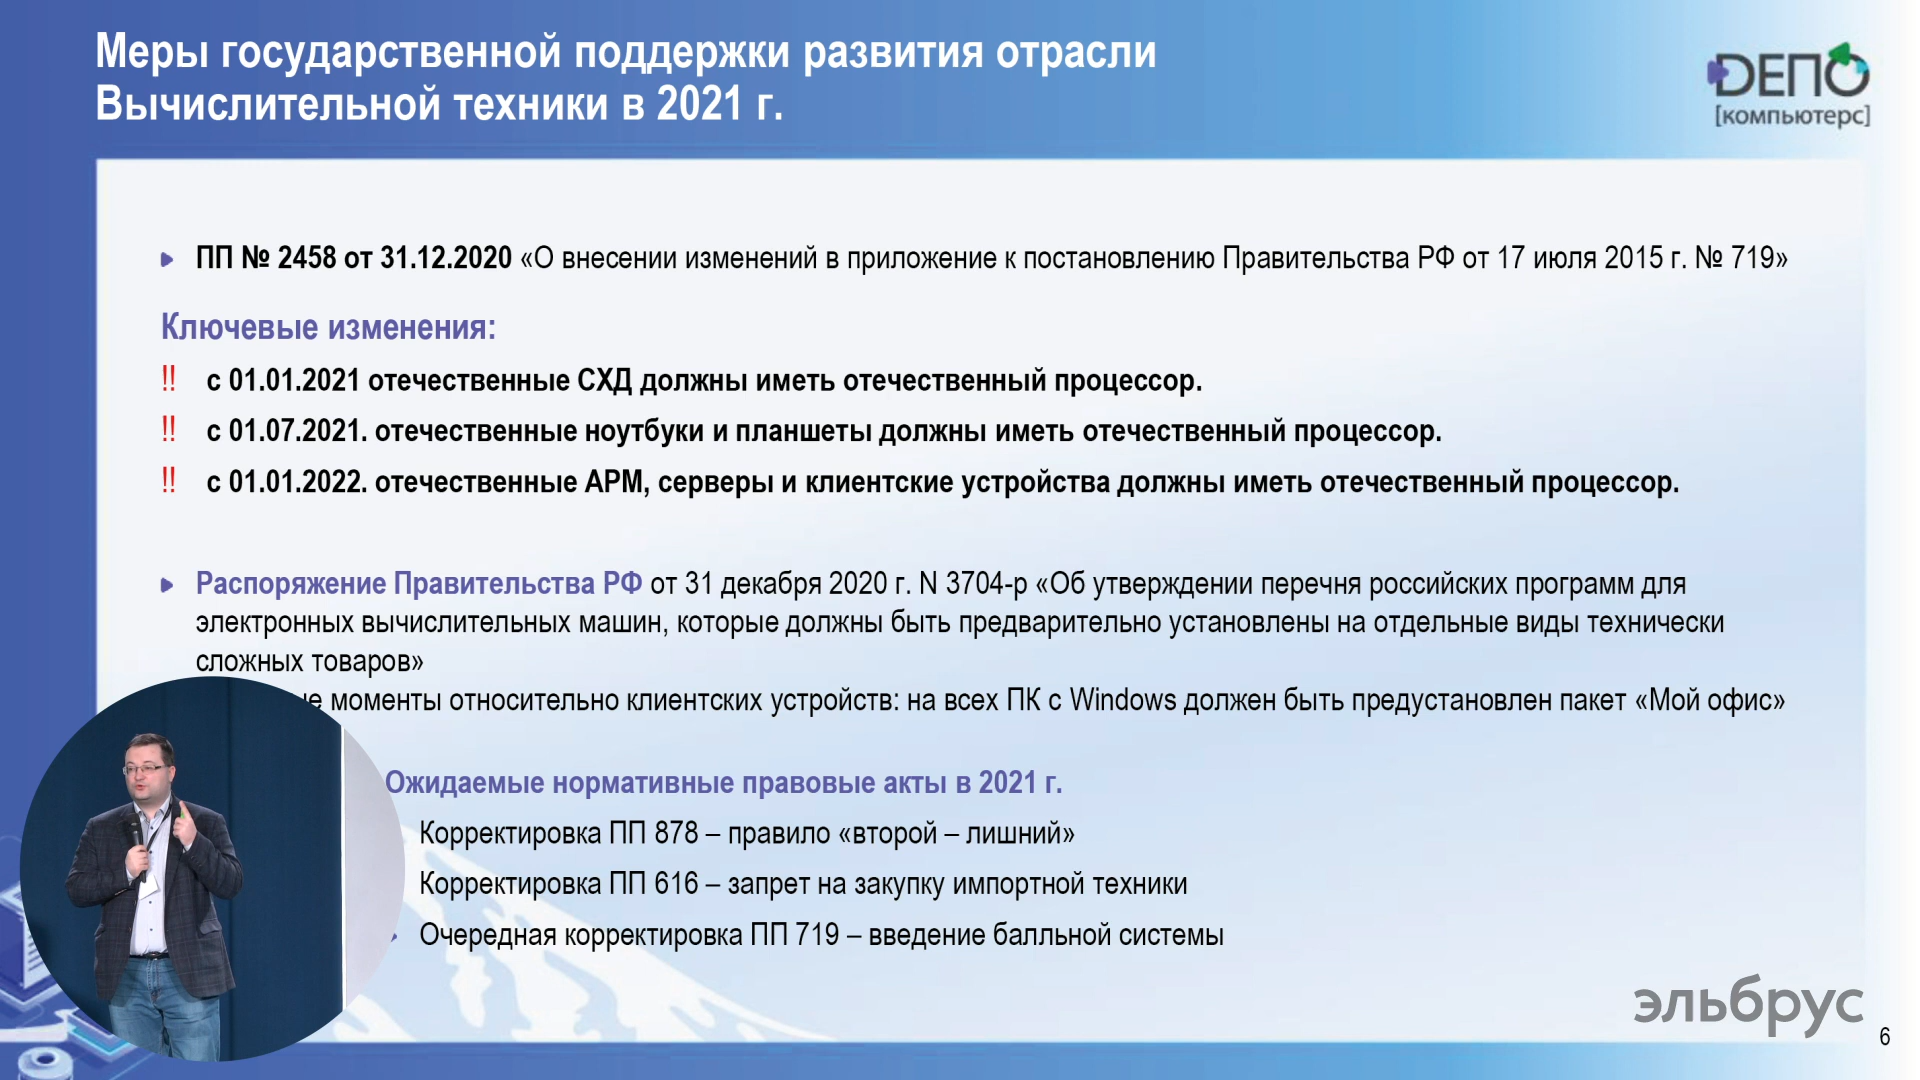 Меры государственной поддержки развития отрасли
Вычислительной техники в 2021 г.
DЕПО
[компьютерс]
ПП № 2458 от 31.12.2020 «О внесении изменений в приложение к постановлению Правительства РФ от 17 июля 2015 г. № 719»
Ключевые изменения:
!! с 01.01.2021 отечественные СХД должны иметь отечественный процессор.
!! с 01.07.2021. отечественные ноутбуки и планшеты должны иметь отечественный процессор.
!! с 01.01.2022. отечественные АРМ, серверы и клиентские устройства должны иметь отечественный процессор.
Распоряжение Правительства РФ от 31 декабря 2020 г. N 3704-р «Об утверждении перечня российских программ для
электронных вычислительных машин, которые должны быть предварительно установлены на отдельные виды технически
сложных товаров»
моменты относительно клиентских устройств: на всех ПК с Windows должен быть предустановлен пакет «Мой офис»
Ожидаемые нормативные правовые акты в 2021 г.
Корректировка ПП 878 – правило «второй – лишний»
Корректировка ПП 616 – запрет на закупку импортной техники
Очередная корректировка ПП 719 – введение балльной системы
эльбрус
6